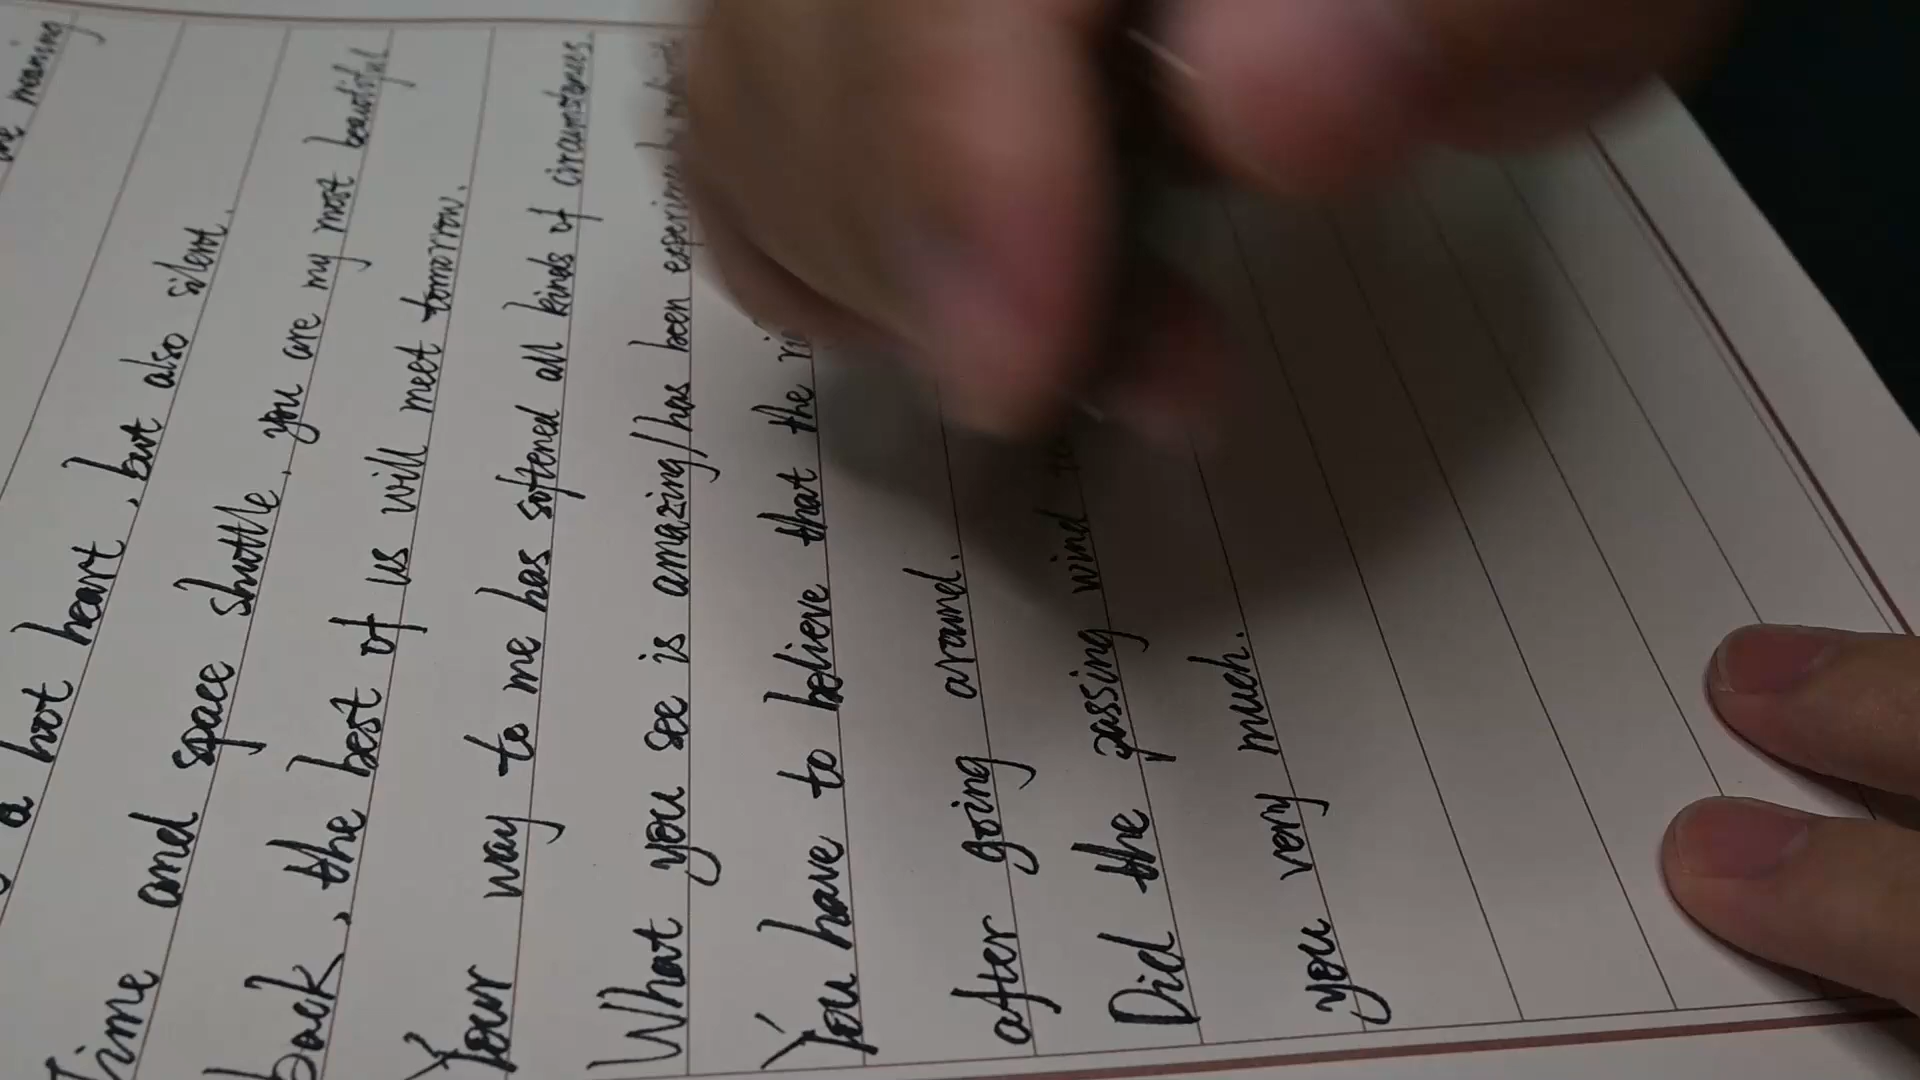 meaning
a hot heart, but also silent.
Time and space shuttle, you are my most beautiful
back, the best of us will meet tomorrow.
Your way to me has softened all kinds of circumstances.
What you see is amazing/has been
You have to believe that the
after going around.
Did the passing wind
you very much.